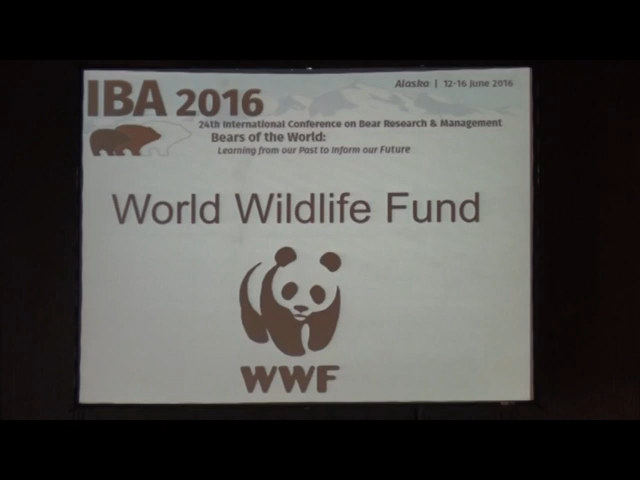 Alaska | 12-16 June 2016
IBA 2016
24th International Conference on Bear Research & Management
Bears of the World:
Learning from our Past to Inform our Future
World Wildlife Fund
WWF